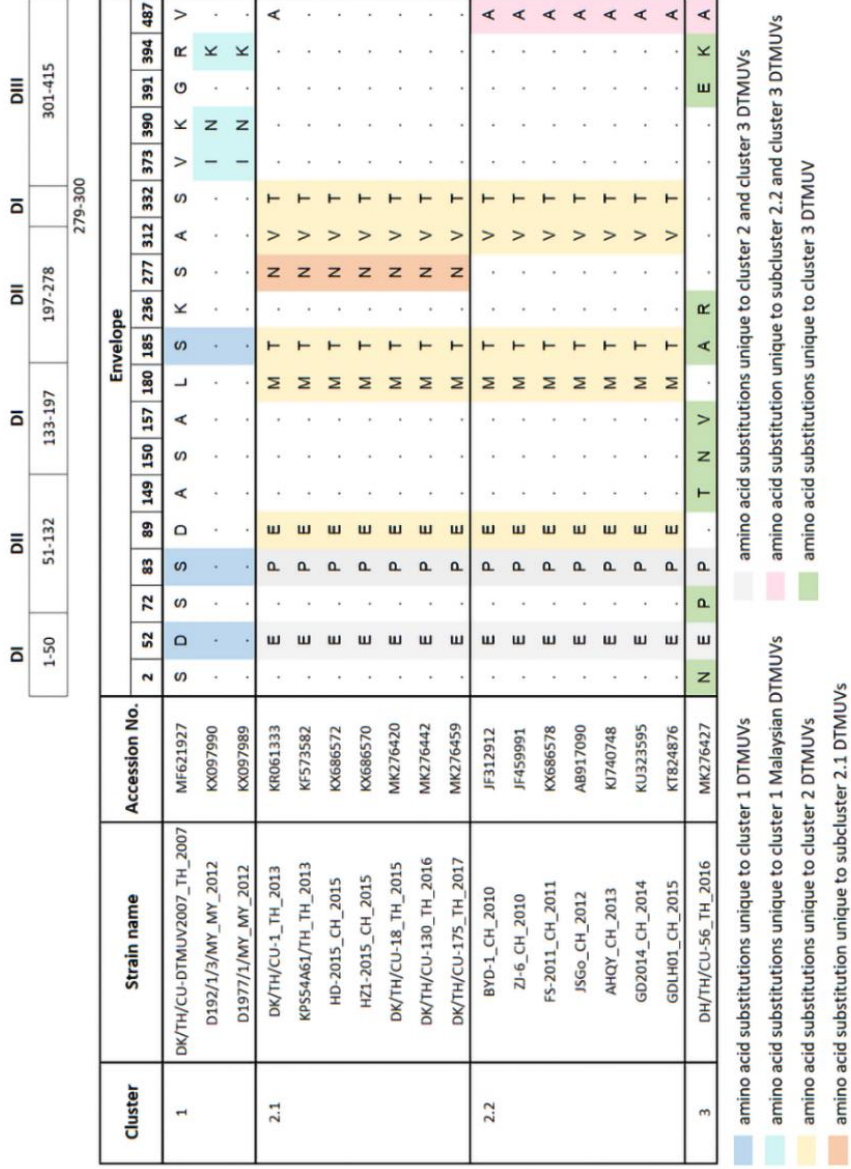 DI DII DI DII DI DIII
1-50 51-132 133-197 197-278 301-415
279-300
Cluster Strain name Accession No. Envelope
2 52 72 83 89 149 150 157 180 185 236 277 312 332 373 390 391 394 487
1 DK/TH/CU-DTMUV2007_TH_2007 MF621927 S D S S D A S A L S K S A S V K G R V
D192/1/3/MY_MY_2012 KX097990 . . . . . . . . . . . . . . I N . K .
D1977/1/MY_MY_2012 KX097989 . . . . . . . . . . . . . . I N . K .
2.1 DK/TH/CU-1_TH_2013 KR061333 . E . P E . . . M T . N V T . . . . A
KPS54A61/TH_TH_2013 KF573582 . E . P E . . . M T . N V T . . . . .
HD-2015_CH_2015 KX686572 . E . P E . . . M T . N V T . . . . .
HZ1-2015_CH_2015 KX686570 . E . P E . . . M T . N V T . . . . .
DK/TH/CU-18_TH_2015 MK276420 . E . P E . . . M T . N V T . . . . .
DK/TH/CU-130_TH_2016 MK276442 . E . P E . . . M T . N V T . . . . .
DK/TH/CU-175_TH_2017 MK276459 . E . P E . . . M T . N V T . . . . .
2.2 BYD-1_CH_2010 JF312912 . E . P E . . . M T . . V T . . . . A
ZJ-6_CH_2010 JF459991 . E . P E . . . M T . . V T . . . . A
FS-2011_CH_2011 KX686578 . E . P E . . . M T . . V T . . . . A
JSGo_CH_2012 AB917090 . E . P E . . . M T . . V T . . . . A
AHQY_CH_2013 KJ740748 . E . P E . . . M T . . V T . . . . A
GD2014_CH_2014 KU323595 . E . P E . . . M T . . V T . . . . A
GDLH01_CH_2015 KT824876 . E . P E . . . M T . . V T . . . . A
3 DH/TH/CU-56_TH_2016 MK276427 N E P P . T N V . A R . . . . . E K A
amino acid substitutions unique to cluster 1 DTMUVs
amino acid substitutions unique to cluster 1 Malaysian DTMUVs
amino acid substitutions unique to cluster 2 DTMUVs
amino acid substitution unique to subcluster 2.1 DTMUVs
amino acid substitutions unique to cluster 2 and cluster 3 DTMUVs
amino acid substitution unique to subcluster 2.2 and cluster 3 DTMUVs
amino acid substitutions unique to cluster 3 DTMUV